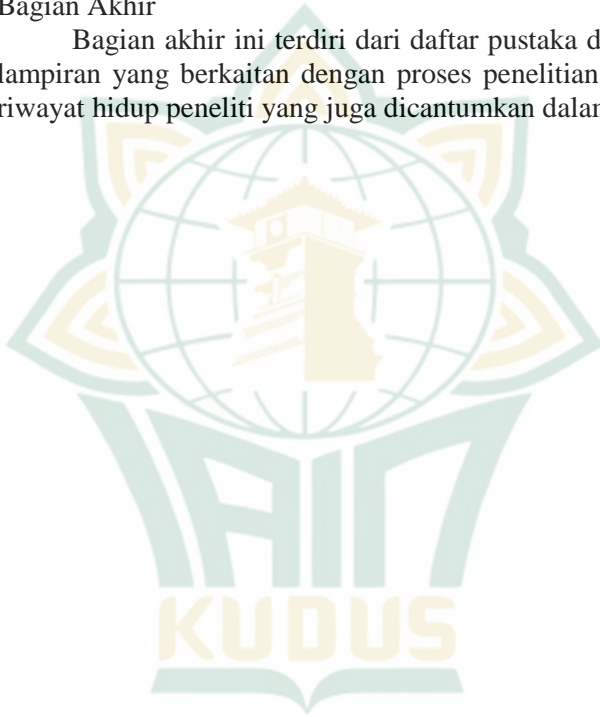 Bagian Akhir
Bagian akhir ini terdiri dari daftar pustaka
lampiran yang berkaitan dengan proses penelitian
riwayat hidup peneliti yang juga dicantumkan
IAIN
KUDUS